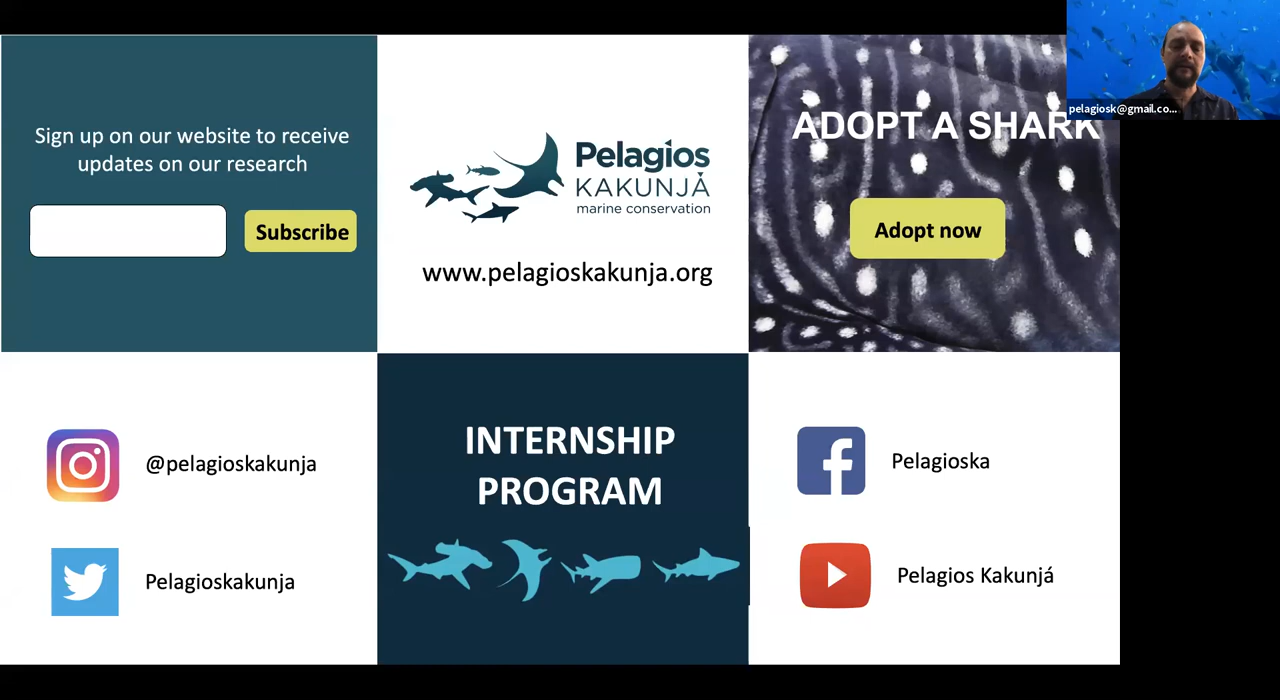 Sign up on our website to receive
updates on our research
Subscribe
Pelagios
KAKUNJÁ
marine conservation
www.pelagioskakunja.org
ADOPT A SHARK
Adopt now
pelagiosk@gmail.co...
@pelagioskakunja
Pelagioskakunja
INTERNSHIP
PROGRAM
Pelagioska
Pelagios Kakunjá